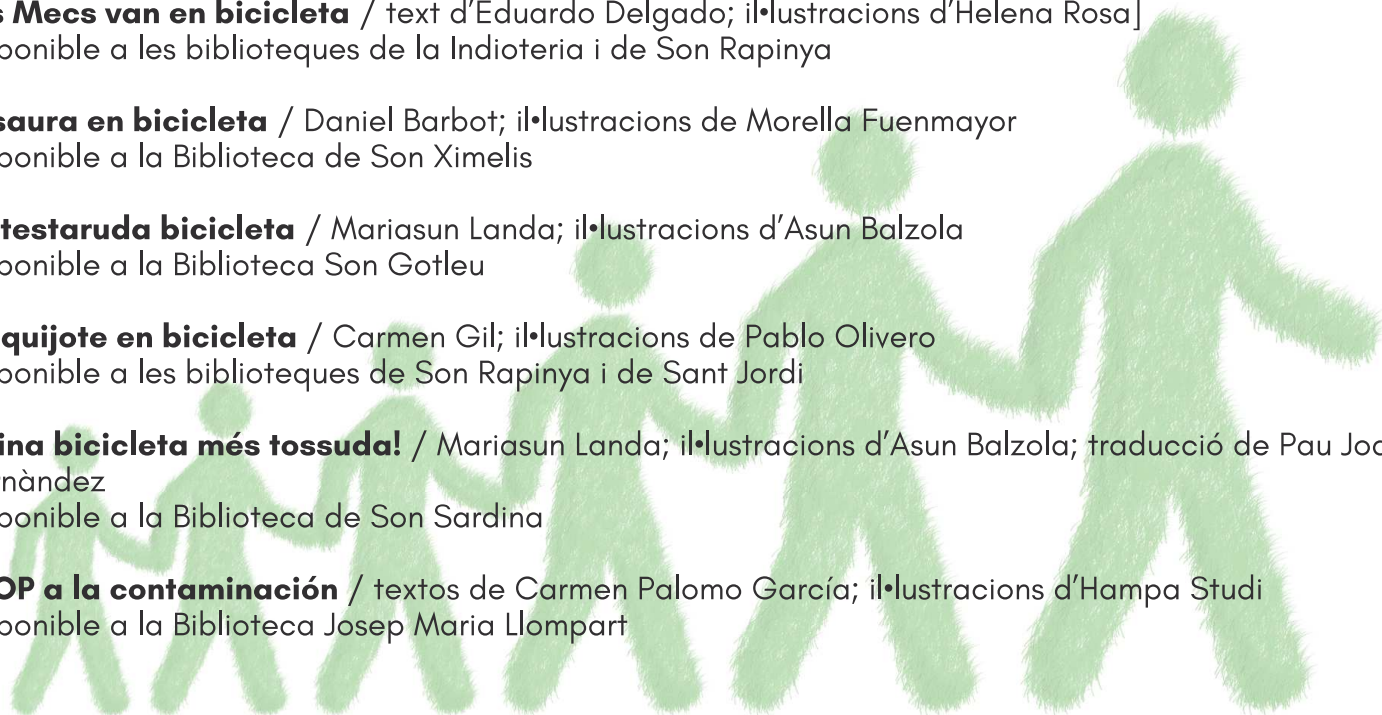 s Mecs van en bicicleta / text d’Eduardo Delgado; il•lustracions d’Helena Rosa]
ponible a les biblioteques de la Indioteria i de Son Rapinya
saura en bicicleta / Daniel Barbot; il•lustracions de Morella Fuenmayor
ponible a la Biblioteca de Son Ximelis
testaruda bicicleta / Mariasun Landa; il•lustracions d’Asun Balzola
ponible a la Biblioteca Son Gotleu
quijote en bicicleta / Carmen Gil; il•lustracions de Pablo Olivero
ponible a les biblioteques de Son Rapinya i de Sant Jordi
ina bicicleta més tossuda! / Mariasun Landa; il•lustracions d’Asun Balzola; traducció de Pau Joa
rnàndez
ponible a la Biblioteca de Son Sardina
OP a la contaminación / textos de Carmen Palomo García; il•lustracions d’Hampa Studi
ponible a la Biblioteca Josep Maria Llompart